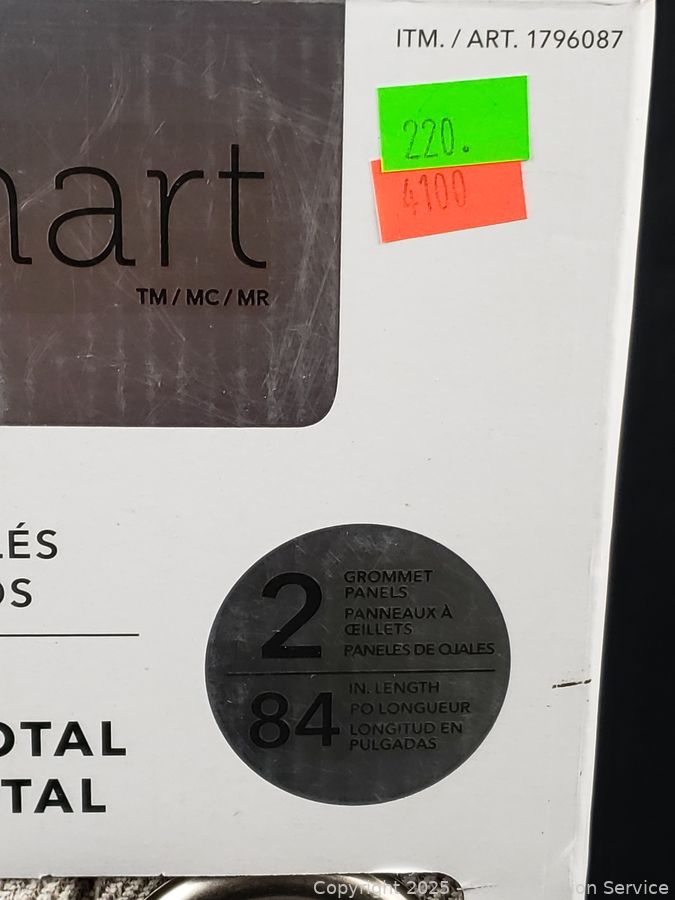 ITM. / ART. 1796087
220.
4100
art
TM / MC / MR
LÉS
OS
2 GROMMET
PANELS
PANNEAUX À
ŒILLETS
PANELES DE OJALES
84 IN. LENGTH
PO LONGUEUR
LONGITUD EN
PULGADAS
OTAL
TAL
Copyright 2025 on Service